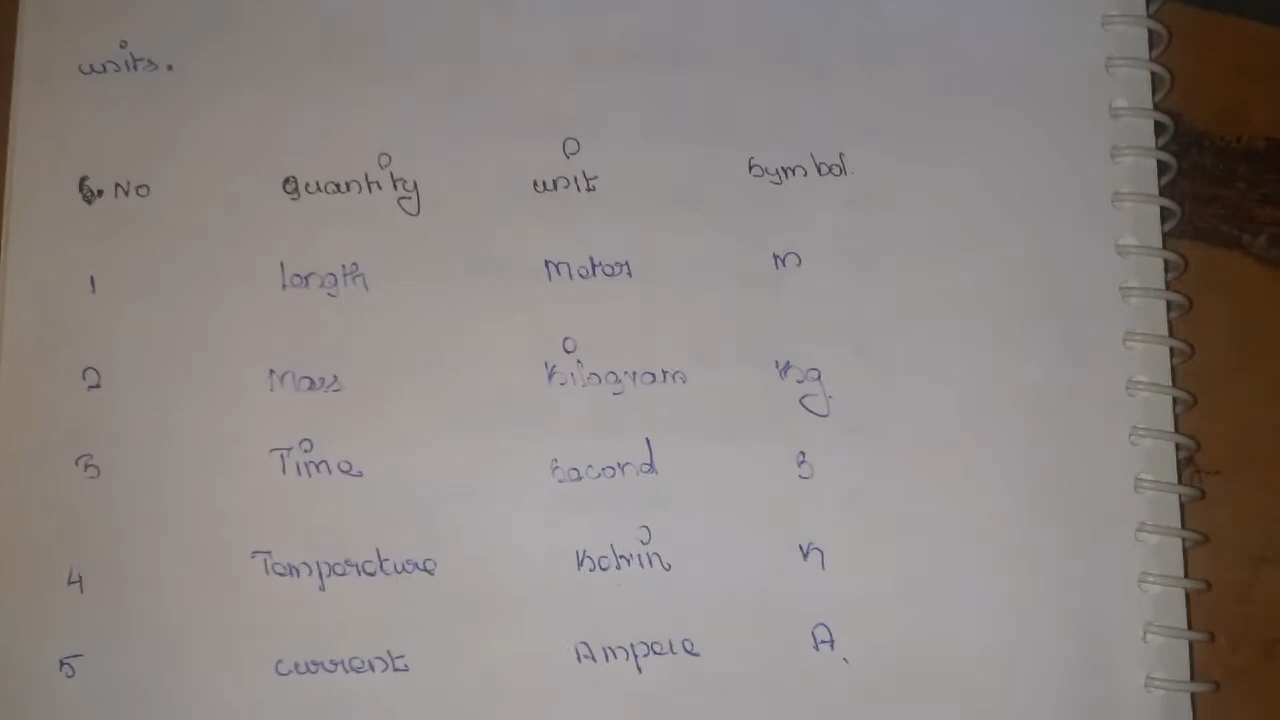 units.
S. No quantity unit Symbol.
1 length Meter m
2 Mass Kilogram Kg.
3 Time Second S
4 Temperature Kelvin K
5 current Ampere A.